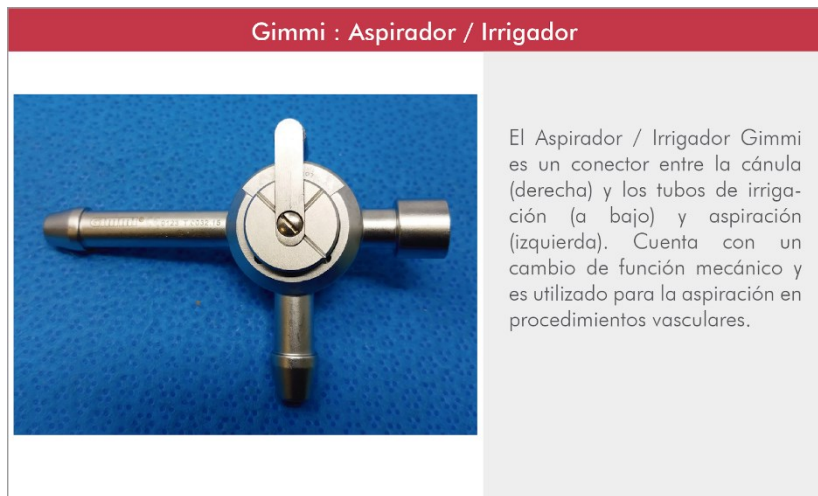 Gimmi : Aspirador / Irrigador
El Aspirador / Irrigador Gimmi
es un conector entre la cánula
(derecha) y los tubos de irriga-
ción (a bajo) y aspiración
(izquierda). Cuenta con un
cambio de función mecánico y
es utilizado para la aspiración en
procedimientos vasculares.